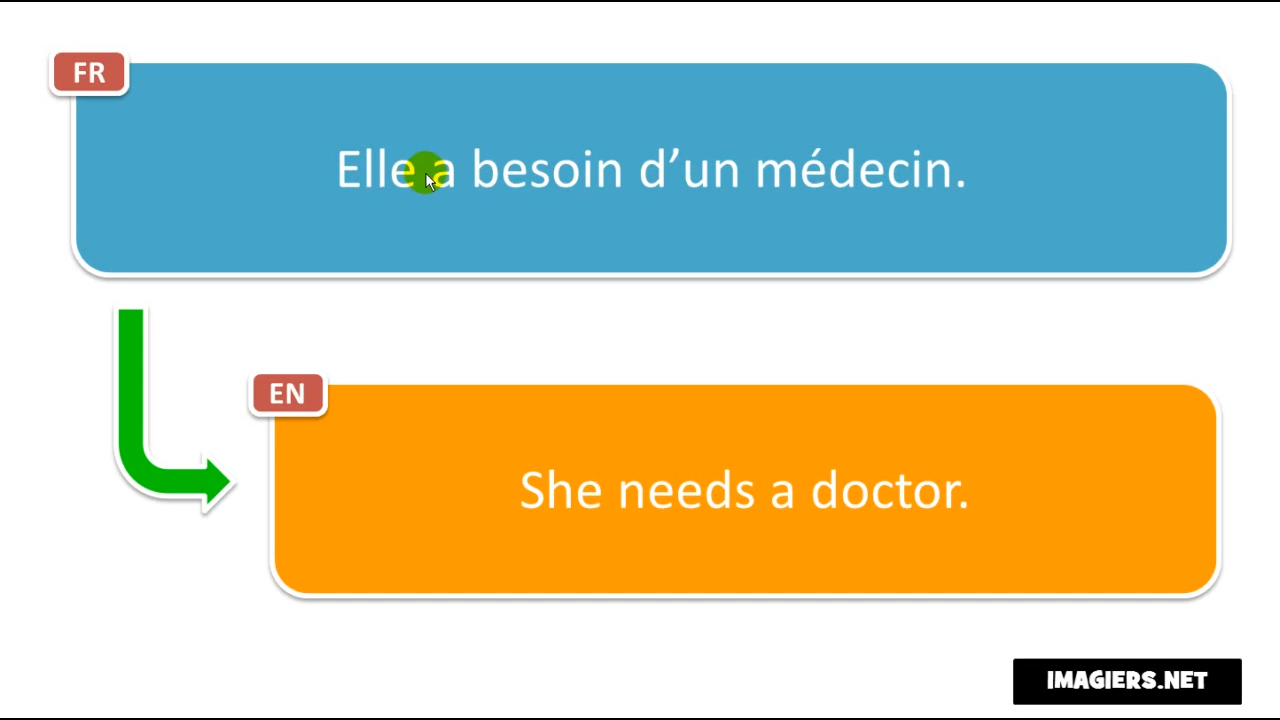 FR
Elle a besoin d’un médecin.
EN
She needs a doctor.
IMAGIERS.NET